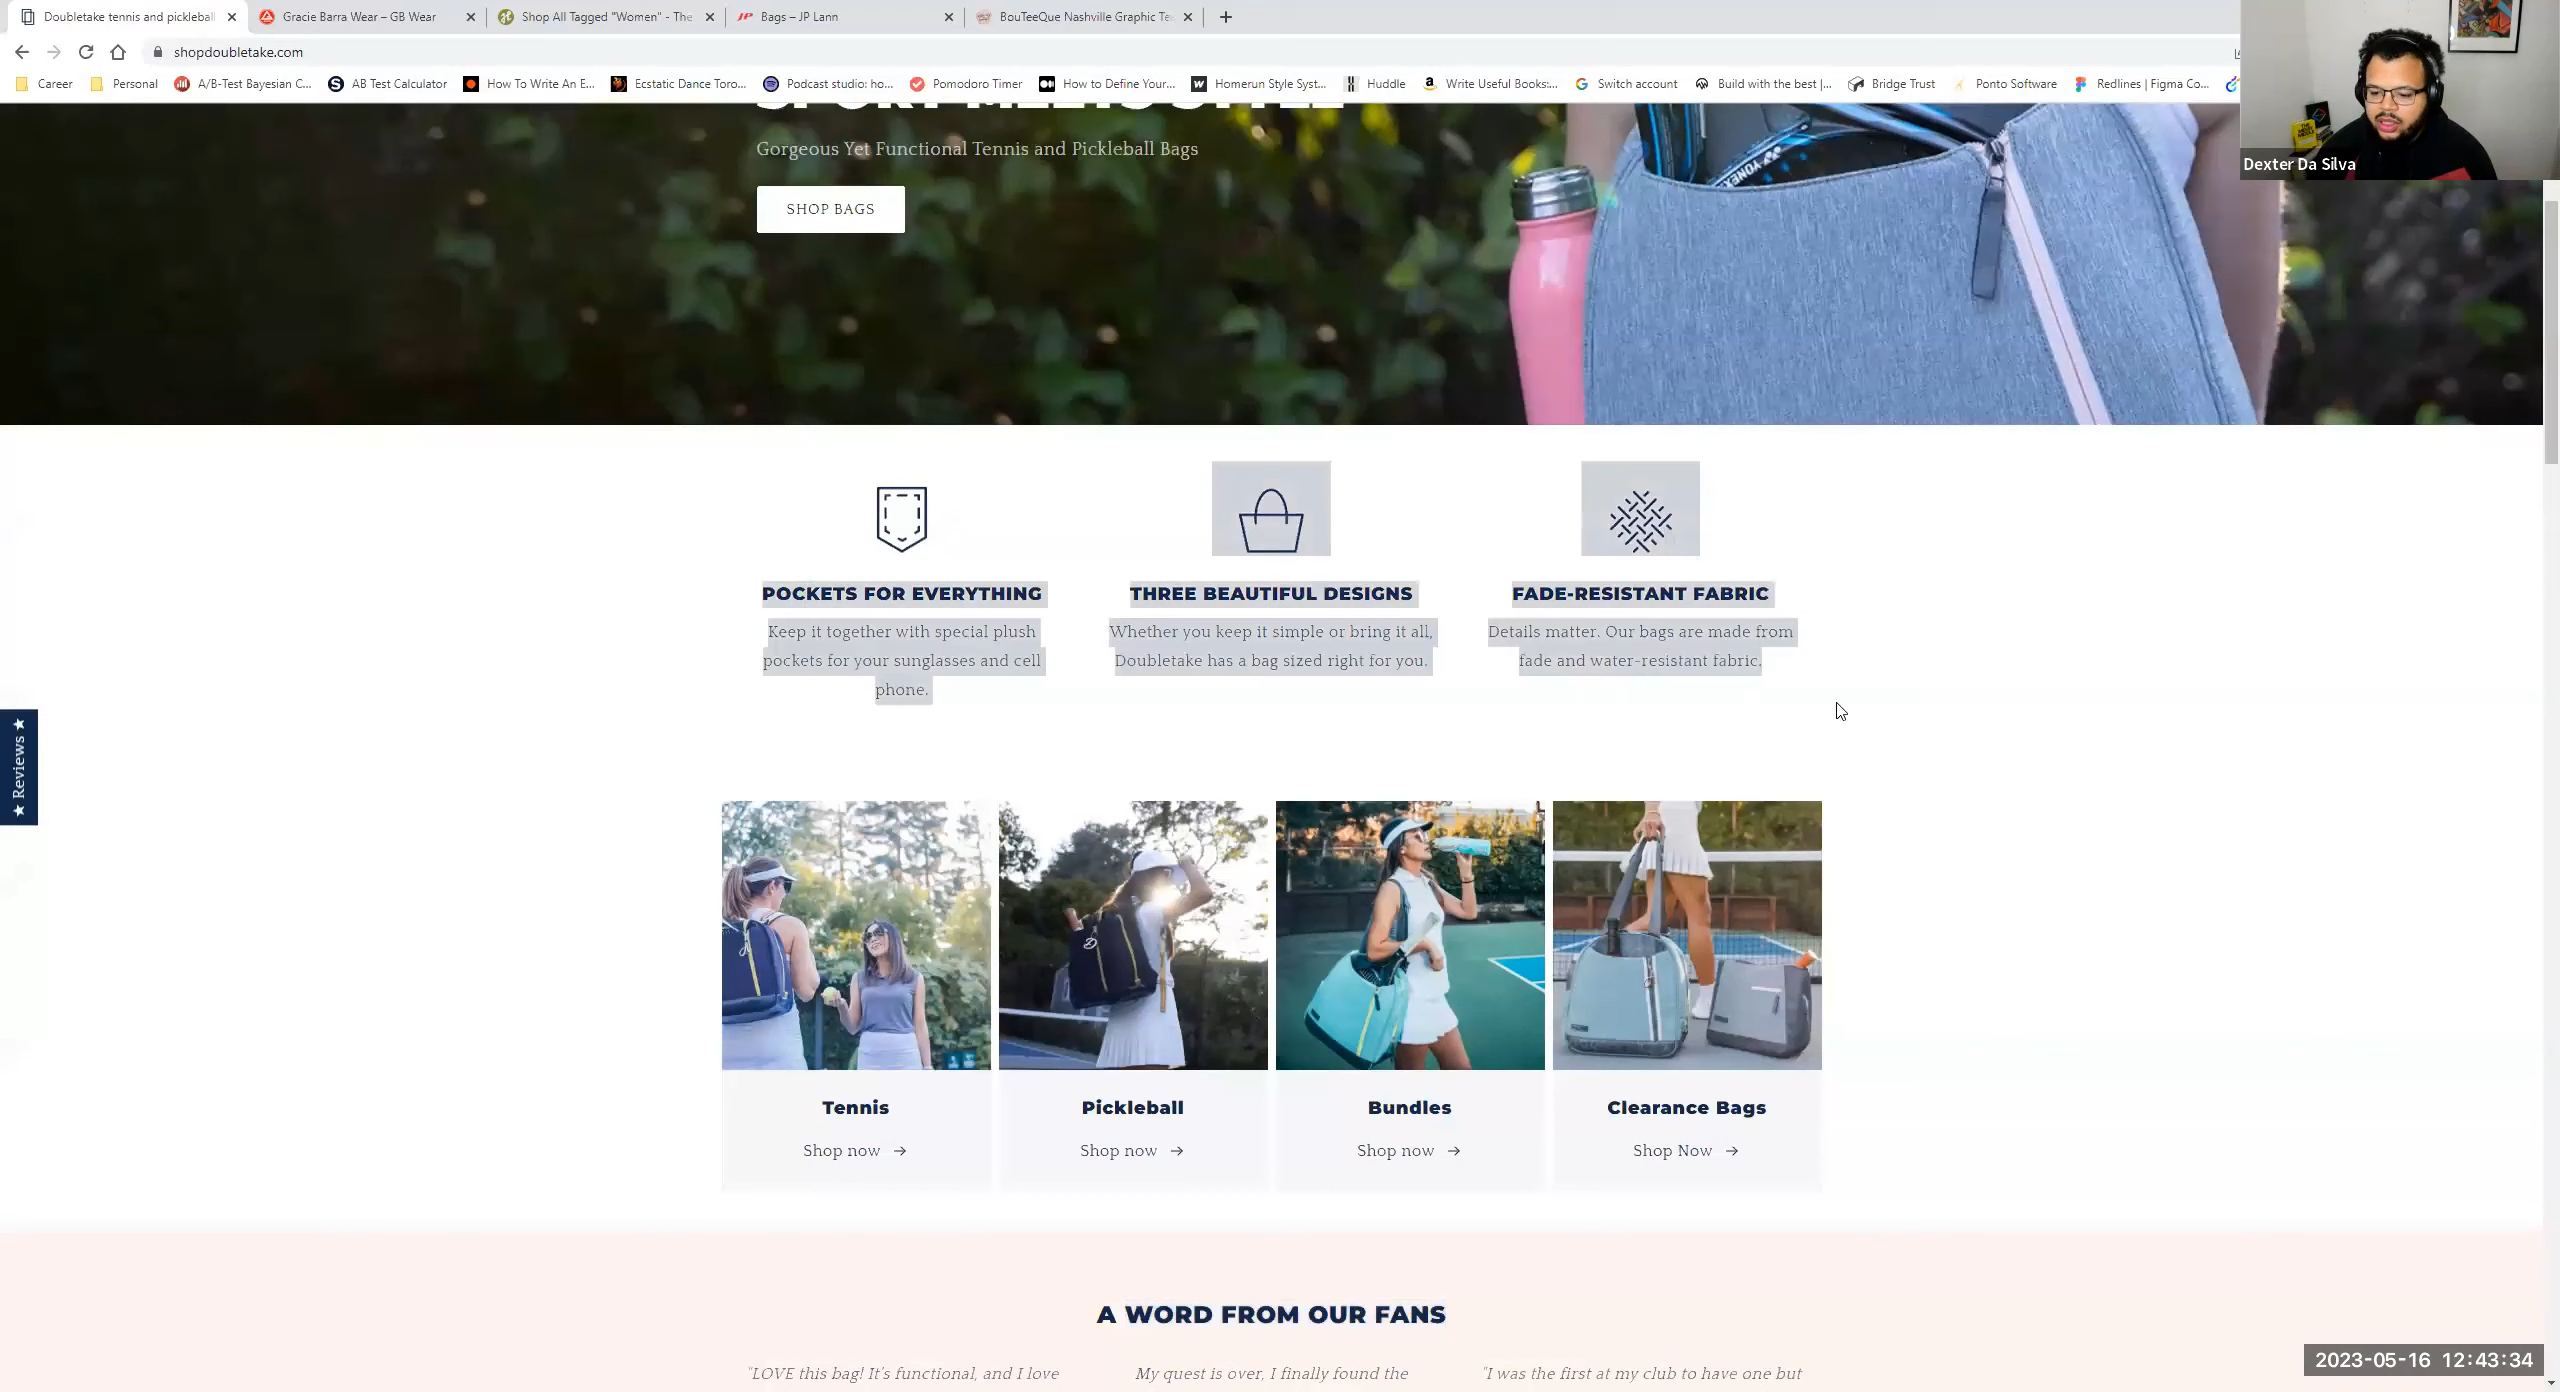 Doubletake tennis and pickleball
Gracie Barra Wear – GB Wear
Shop All Tagged "Women" - The
JP Bags – JP Lann
BouTeeQue Nashville Graphic Te
shopdoubletake.com
Career
Personal
A/B-Test Bayesian C...
AB Test Calculator
How To Write An E...
Ecstatic Dance Toro...
Podcast studio: ho...
Pomodoro Timer
How to Define Your...
Homerun Style Syst...
Huddle
Write Useful Books:...
Switch account
Build with the best |...
Bridge Trust
Ponto Software
Redlines | Figma Co...
Dexter Da Silva
Gorgeous Yet Functional Tennis and Pickleball Bags
SHOP BAGS
YONEX
POCKETS FOR EVERYTHING
Keep it together with special plush
pockets for your sunglasses and cell
phone.
THREE BEAUTIFUL DESIGNS
Whether you keep it simple or bring it all,
Doubletake has a bag sized right for you.
FADE-RESISTANT FABRIC
Details matter. Our bags are made from
fade and water-resistant fabric.
★ Reviews ★
Tennis
Shop now →
Pickleball
Shop now →
Bundles
Shop now →
Clearance Bags
Shop Now →
A WORD FROM OUR FANS
"LOVE this bag! It's functional, and I love
My quest is over, I finally found the
"I was the first at my club to have one but
2023-05-16 12:43:34